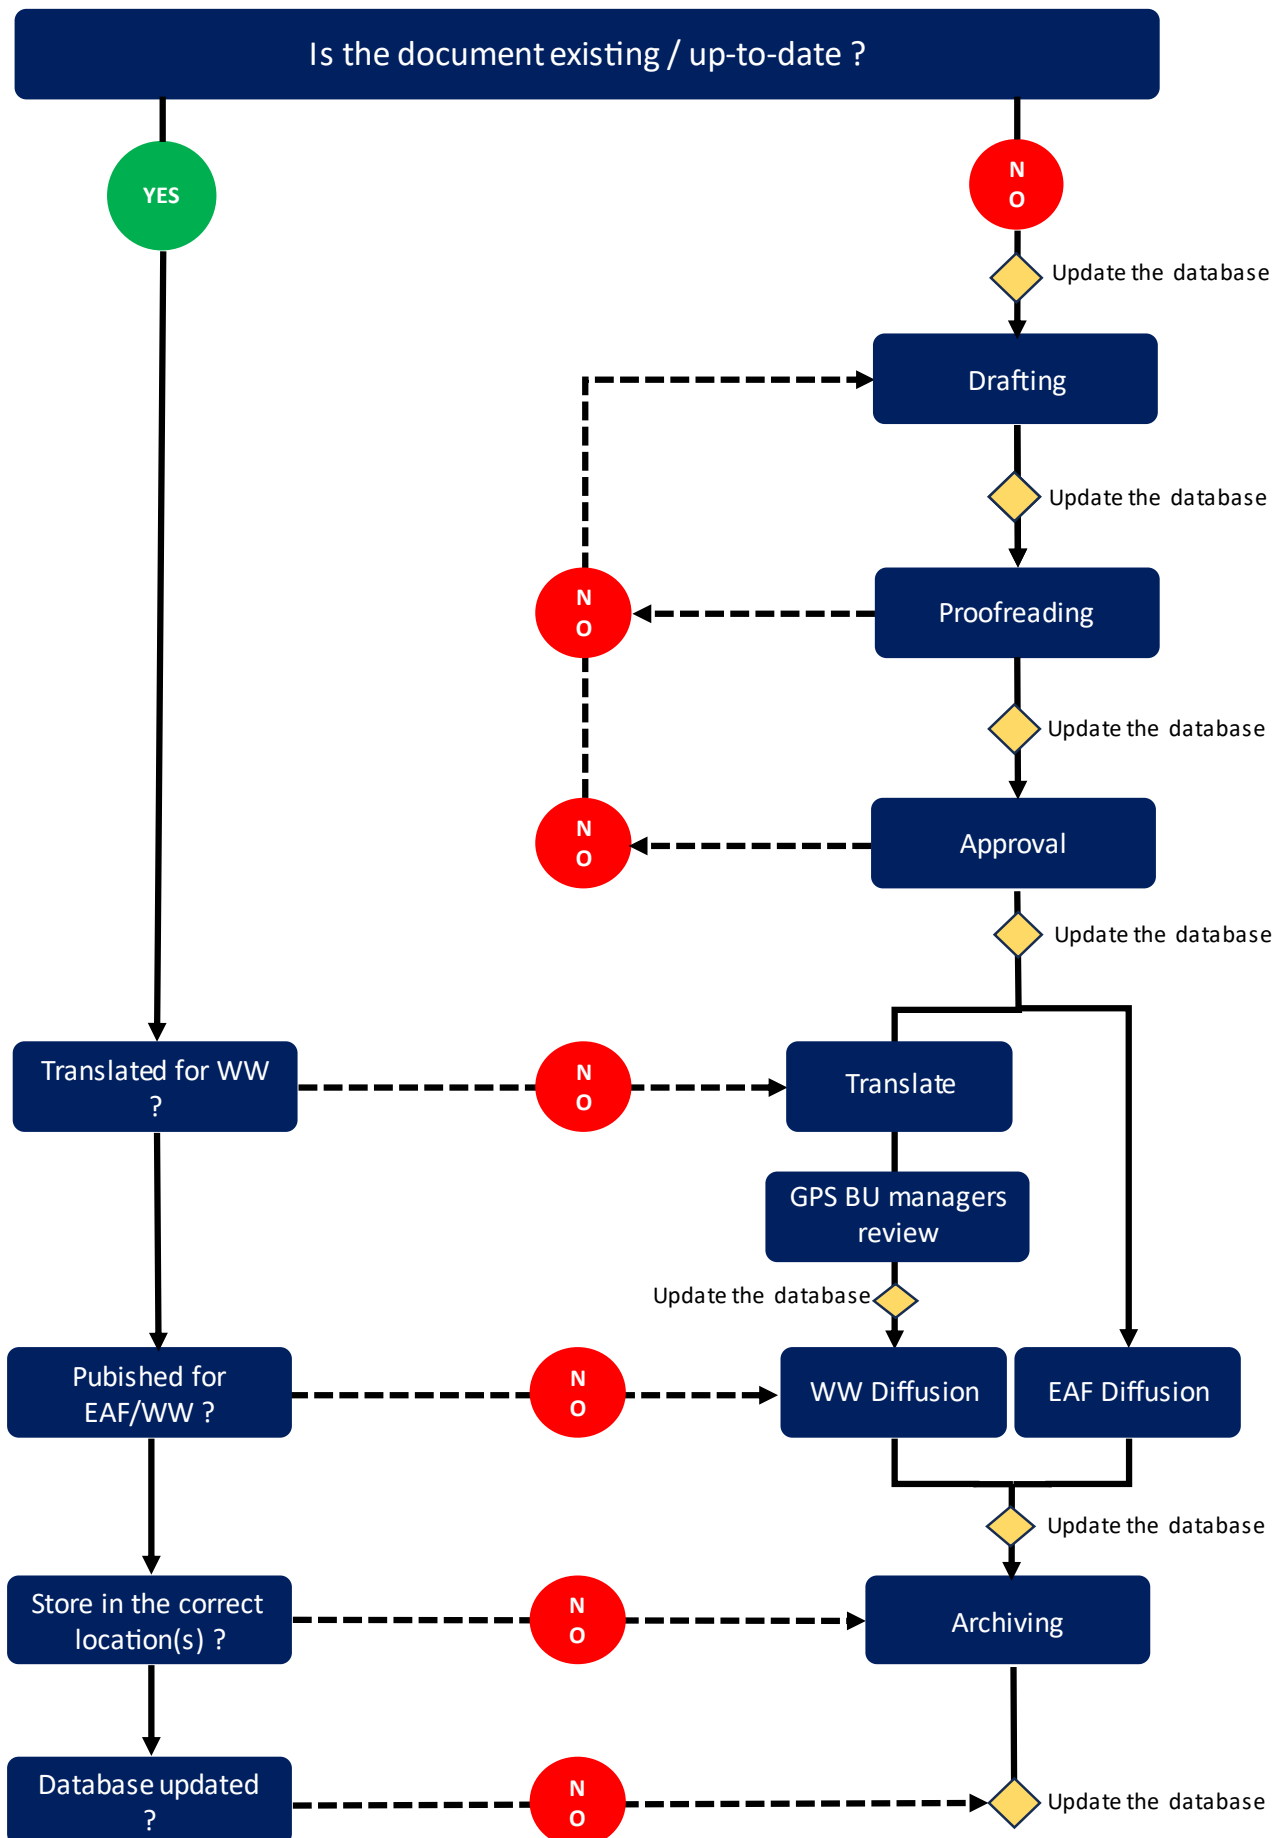 Is the document existing / up-to-date ?
YES
N
O
Update the database
Drafting
Update the database
N
O
Proofreading
Update the database
N
O
Approval
Update the database
Translated for WW
?
N
O
Translate
GPS BU managers
review
Update the database
Pubished for
EAF/WW ?
N
O
WW Diffusion
EAF Diffusion
Update the database
Store in the correct
location(s) ?
N
O
Archiving
Database updated
?
N
O
Update the database